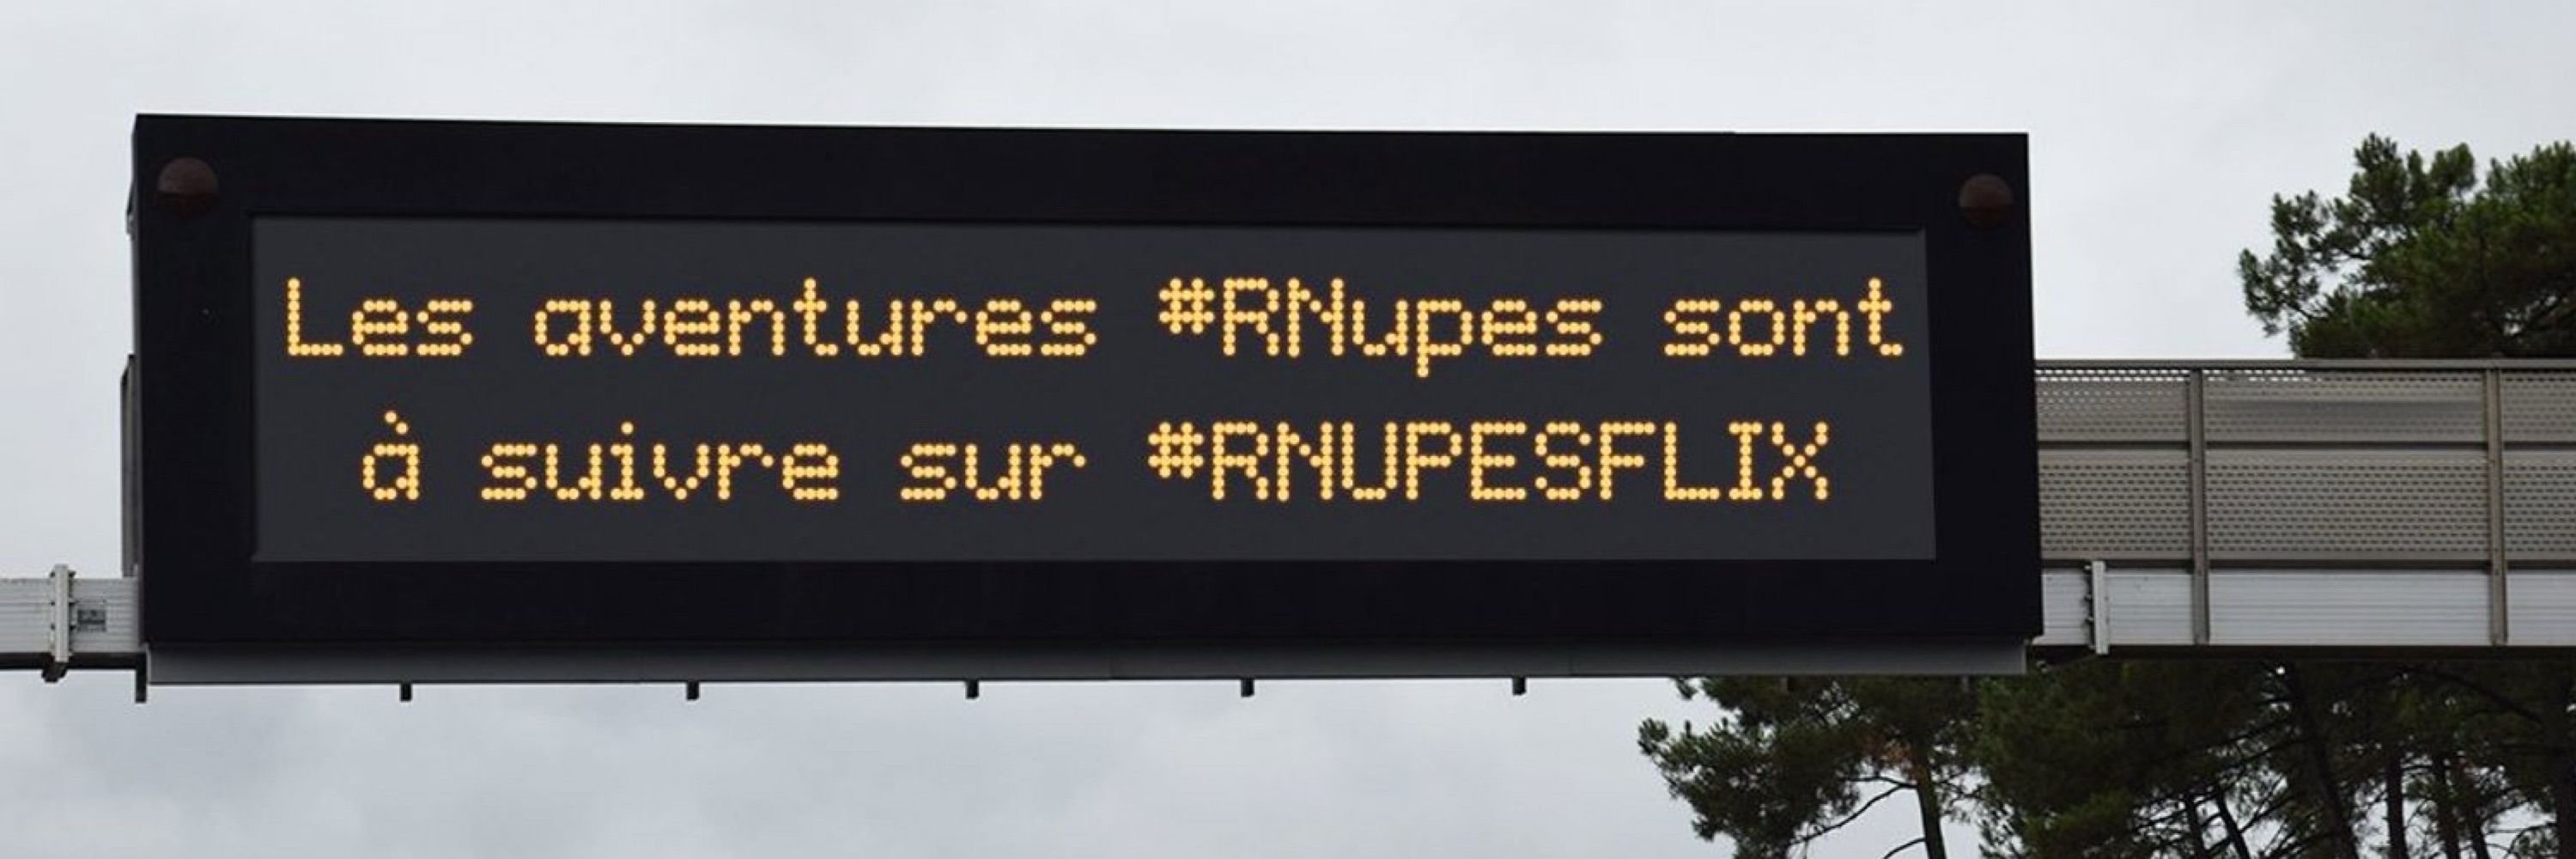 Les aventures #RNupes sont
à suivre sur #RNUPESFLIX